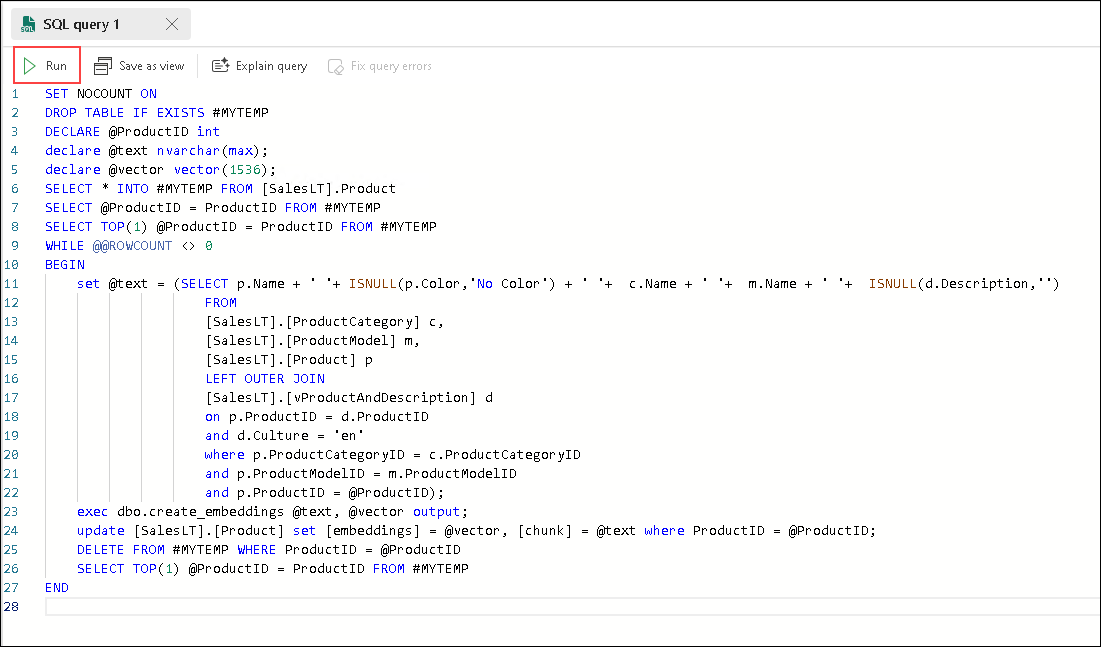 SQL query 1
Run Save as view Explain query Fix query errors
1 SET NOCOUNT ON
2 DROP TABLE IF EXISTS #MYTEMP
3 DECLARE @ProductID int
4 declare @text nvarchar(max);
5 declare @vector vector(1536);
6 SELECT * INTO #MYTEMP FROM [SalesLT].Product
7 SELECT @ProductID = ProductID FROM #MYTEMP
8 SELECT TOP(1) @ProductID = ProductID FROM #MYTEMP
9 WHILE @@ROWCOUNT <> 0
10 BEGIN
11 set @text = (SELECT p.Name + ' '+ ISNULL(p.Color,'No Color') + ' '+  c.Name + ' '+  m.Name + ' '+  ISNULL(d.Description,'')
12 FROM
13 [SalesLT].[ProductCategory] c,
14 [SalesLT].[ProductModel] m,
15 [SalesLT].[Product] p
16 LEFT OUTER JOIN
17 [SalesLT].[vProductAndDescription] d
18 on p.ProductID = d.ProductID
19 and d.Culture = 'en'
20 where p.ProductCategoryID = c.ProductCategoryID
21 and p.ProductModelID = m.ProductModelID
22 and p.ProductID = @ProductID);
23 exec dbo.create_embeddings @text, @vector output;
24 update [SalesLT].[Product] set [embeddings] = @vector, [chunk] = @text where ProductID = @ProductID;
25 DELETE FROM #MYTEMP WHERE ProductID = @ProductID
26 SELECT TOP(1) @ProductID = ProductID FROM #MYTEMP
27 END
28